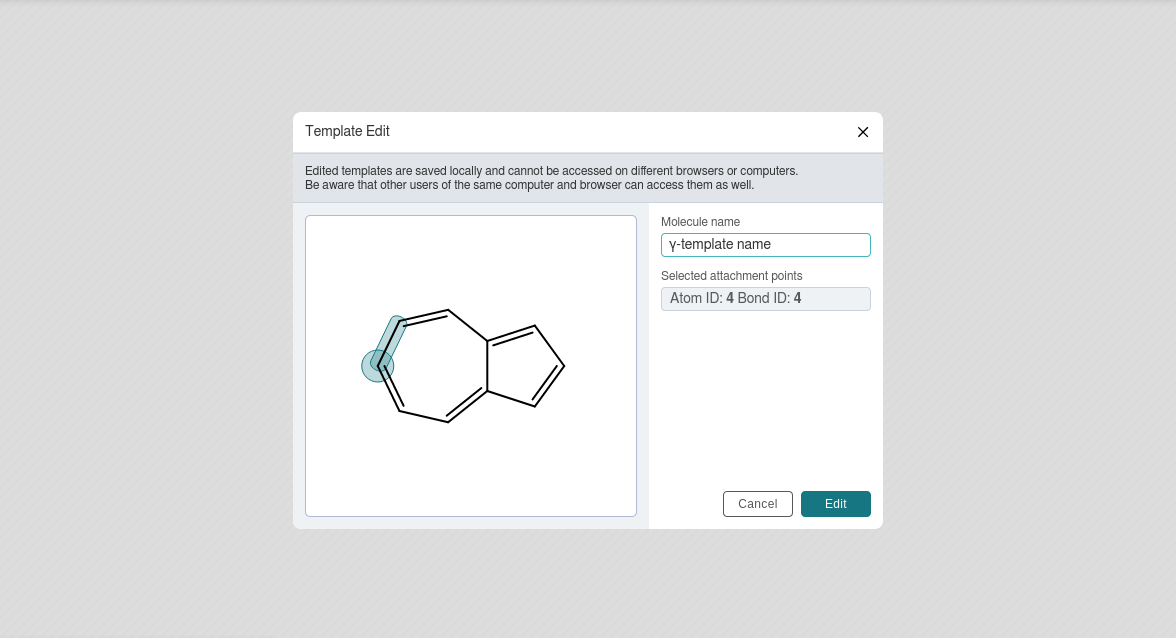 Template Edit
Edited templates are saved locally and cannot be accessed on different browsers or computers.
Be aware that other users of the same computer and browser can access them as well.
Molecule name
γ-template name
Selected attachment points
Atom ID: 4 Bond ID: 4
Cancel
Edit